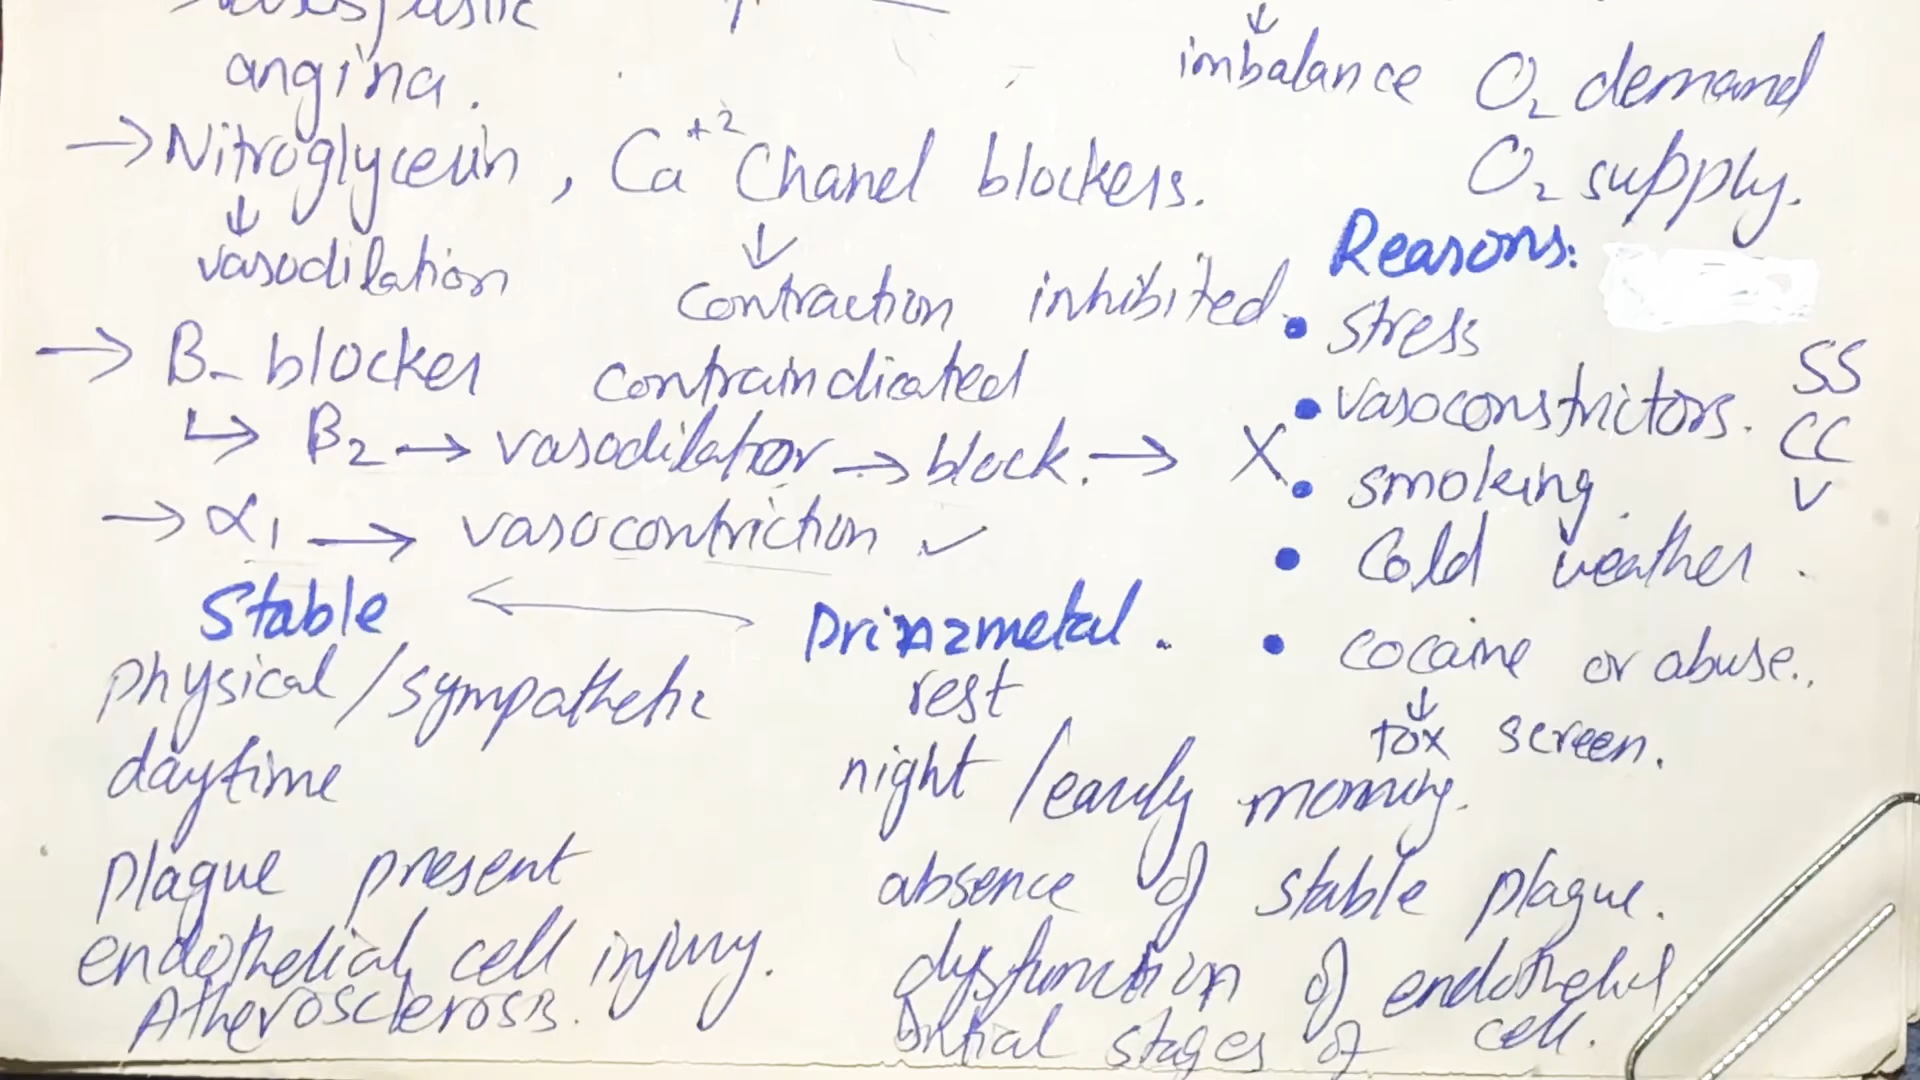 angina.
imbalance O2 demand
O2 supply.
→ Nitroglycerin, Ca+2 Chanel blockers.
↓ ↓
vasodilation contraction inhibited.
→ B- blocker contraindicated
↳ B2 → vasodilator → block. → X
→ α1 → vasocontriction ✓
Reasons:
• stress
• vasoconstrictors.
• smoking.
• Cold weather.
• cocaine or abuse..
↓
tox screen.
SS
CC
V
Stable ← Prinzmetal.
physical/sympathetic rest
daytime night/early morning.
plaque present absence of stable plaque.
endothelial cell injury. dysfunction of endothelial cell.
Atherosclerosis. Initial stages of